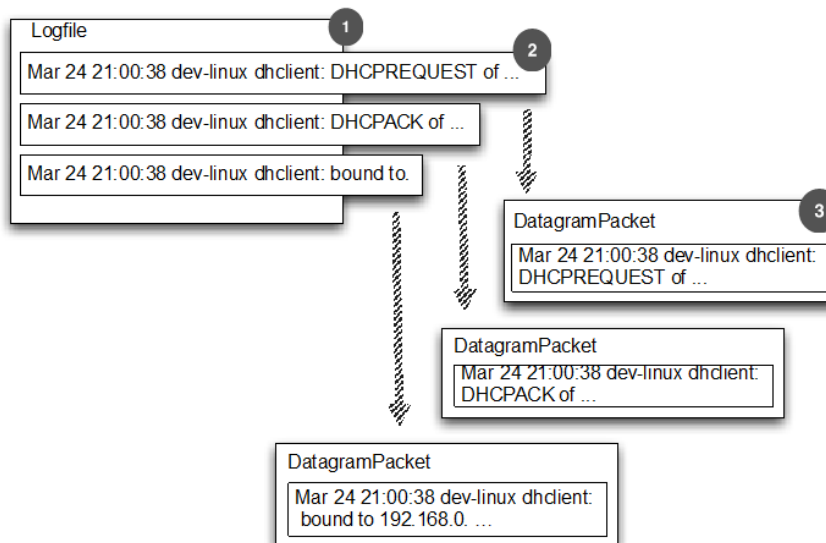 Logfile
1
Mar 24 21:00:38 dev-linux dhclient: DHCPREQUEST of ...
2
Mar 24 21:00:38 dev-linux dhclient: DHCPACK of ...
Mar 24 21:00:38 dev-linux dhclient: bound to.
DatagramPacket
3
Mar 24 21:00:38 dev-linux dhclient:
DHCPREQUEST of ...
DatagramPacket
Mar 24 21:00:38 dev-linux dhclient:
DHCPACK of ...
DatagramPacket
Mar 24 21:00:38 dev-linux dhclient:
bound to 192.168.0. ...